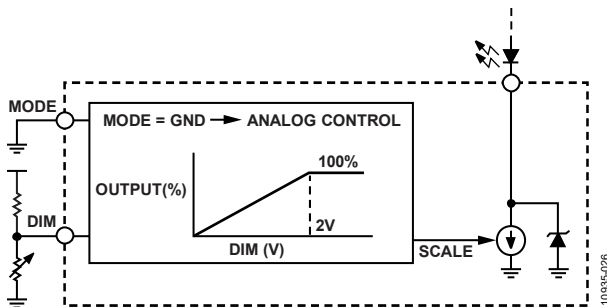 MODE
MODE = GND → ANALOG CONTROL
100%
OUTPUT(%)
DIM
2V
DIM (V)
SCALE
10935-026